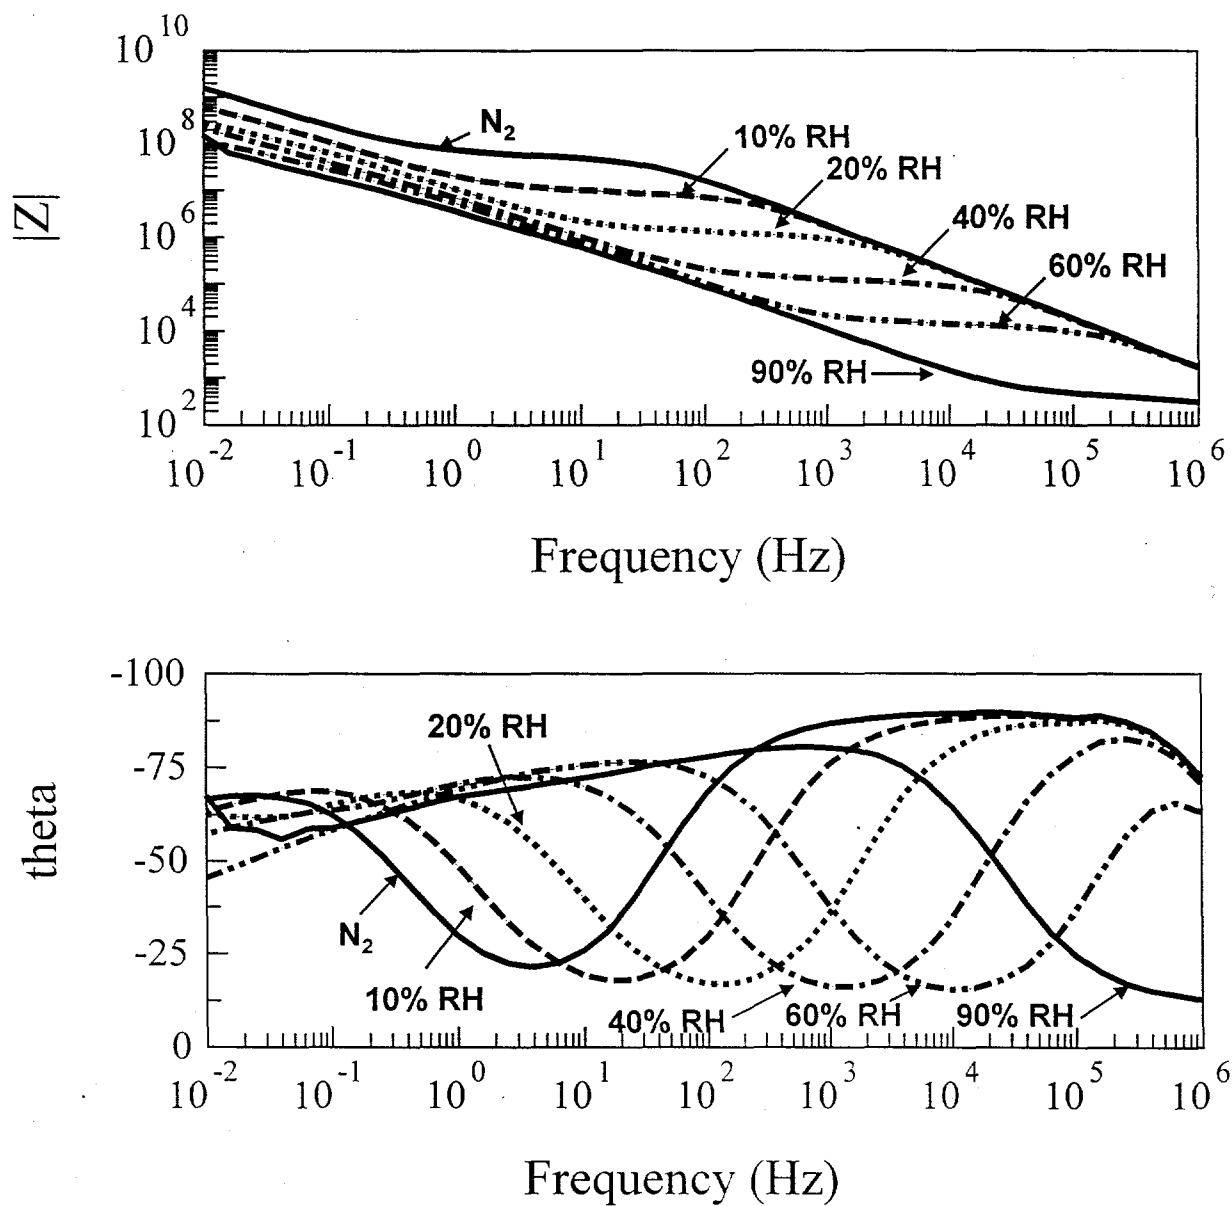 10^10
10^8
10^6
10^4
10^2
|Z|
N2
10% RH
20% RH
40% RH
60% RH
90% RH
10^-2 10^-1 10^0 10^1 10^2 10^3 10^4 10^5 10^6
Frequency (Hz)
-100
-75
-50
-25
0
theta
20% RH
N2
10% RH
40% RH
60% RH
90% RH
10^-2 10^-1 10^0 10^1 10^2 10^3 10^4 10^5 10^6
Frequency (Hz)